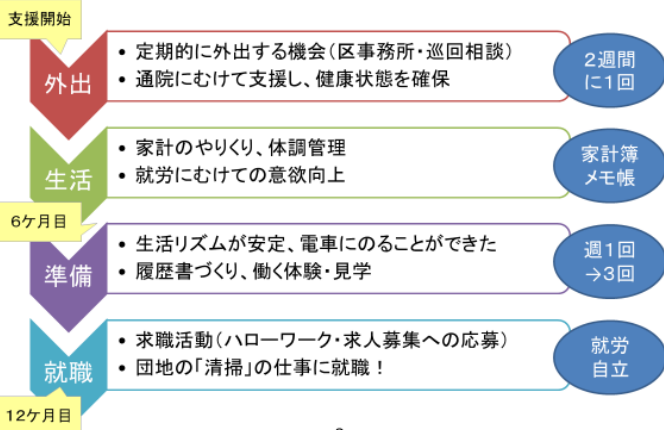 支援開始
外出
• 定期的に外出する機会(区事務所・巡回相談)
• 通院にむけて支援し、健康状態を確保
2週間
に1回
生活
• 家計のやりくり、体調管理
• 就労にむけての意欲向上
家計簿
メモ帳
6ケ月目
準備
• 生活リズムが安定、電車にのることができた
• 履歴書づくり、働く体験・見学
週1回
→3回
就職
• 求職活動(ハローワーク・求人募集への応募)
• 団地の「清掃」の仕事に就職!
就労
自立
12ケ月目